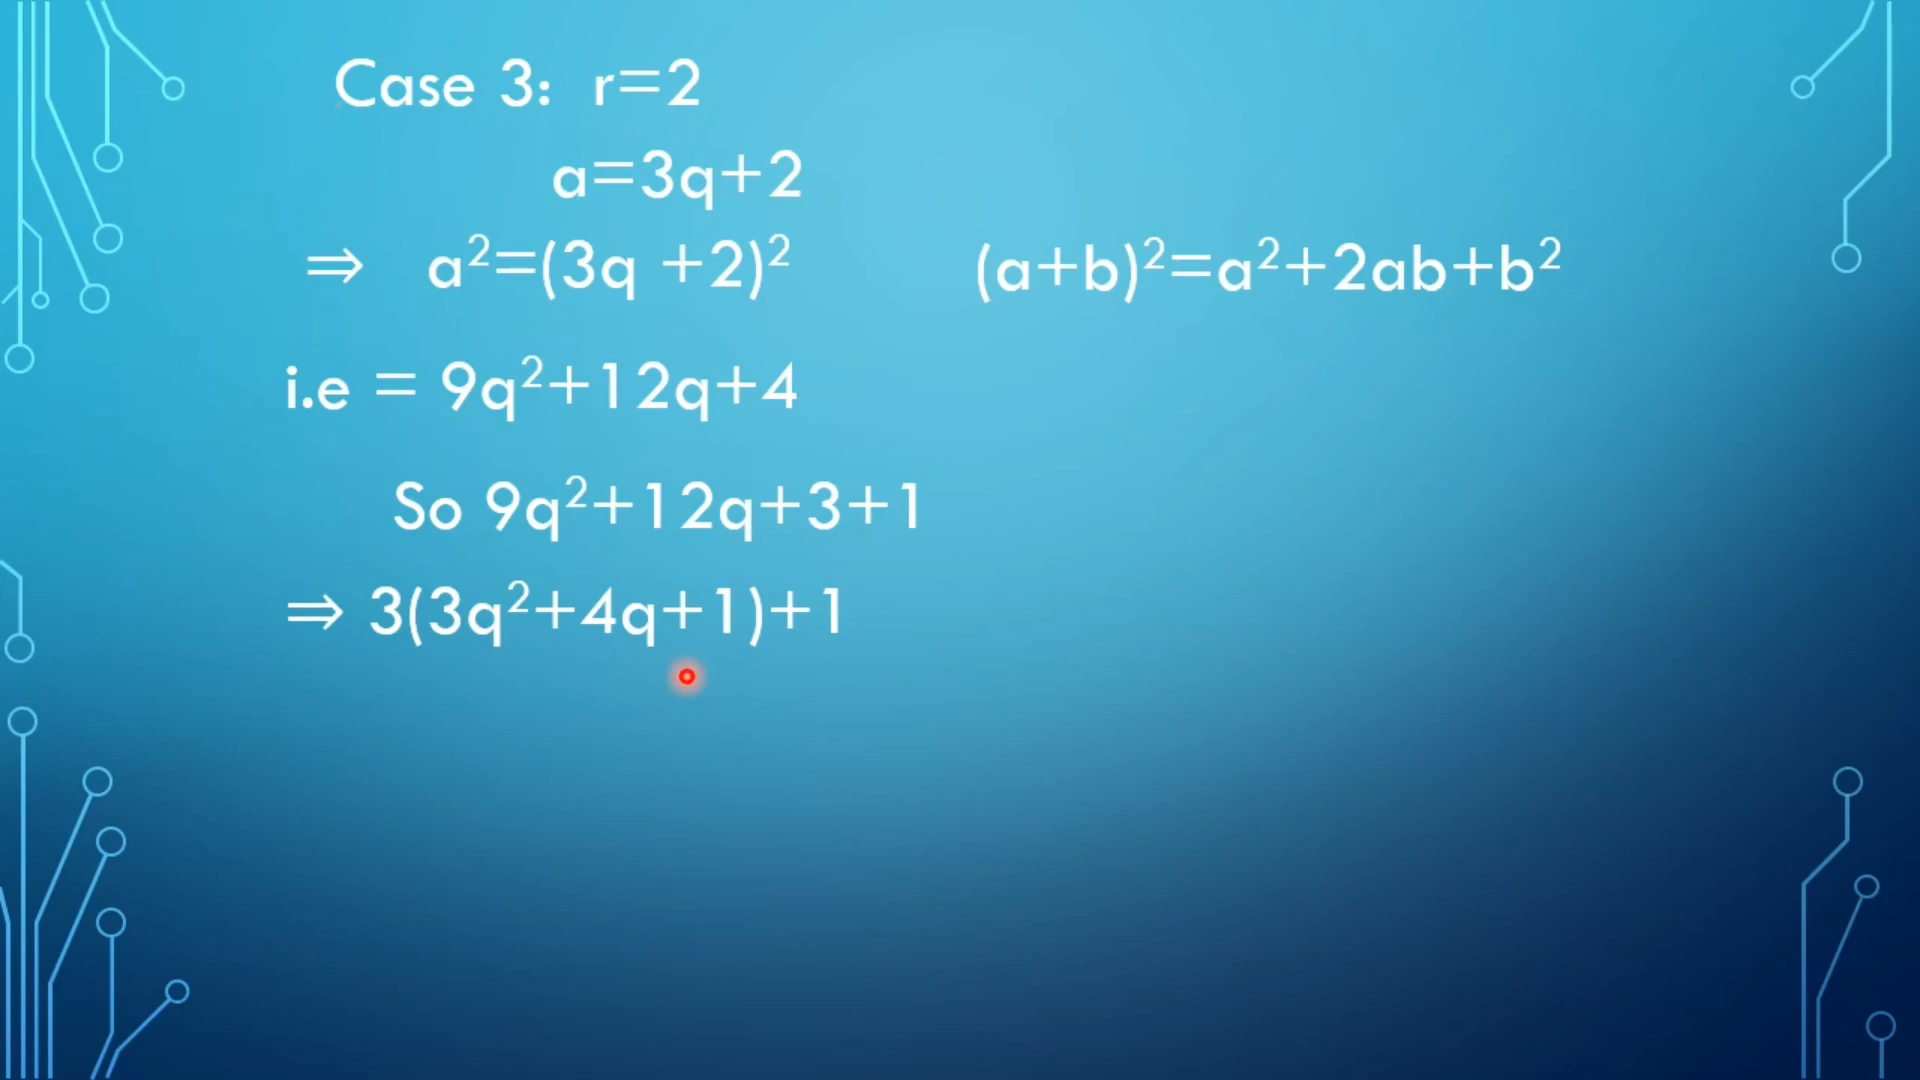 Case 3: r=2
a=3q+2
⇒ a²=(3q +2)² (a+b)²=a²+2ab+b²
i.e = 9q²+12q+4
So 9q²+12q+3+1
⇒ 3(3q²+4q+1)+1